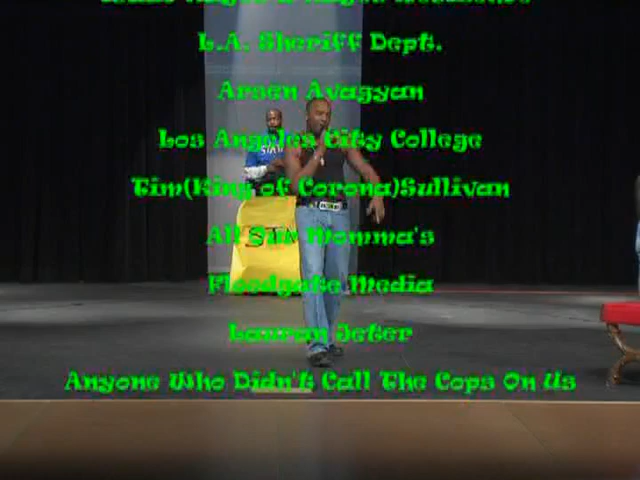 L.A. Sheriff Dept.
Arsen Avagyan
Los Angeles City College
Tim(King of Corona)Sullivan
All Our Momma's
Floodgate Media
Lauran Jeter
Anyone Who Didn't Call The Cops On Us